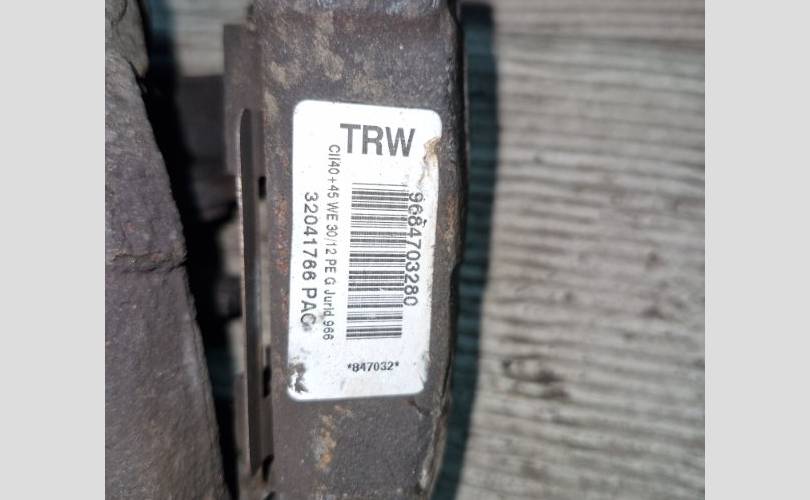 TRW
9684703280
CII40+45 WE 30/12 PE G Jurid 966
32041766 PAC
*847032*